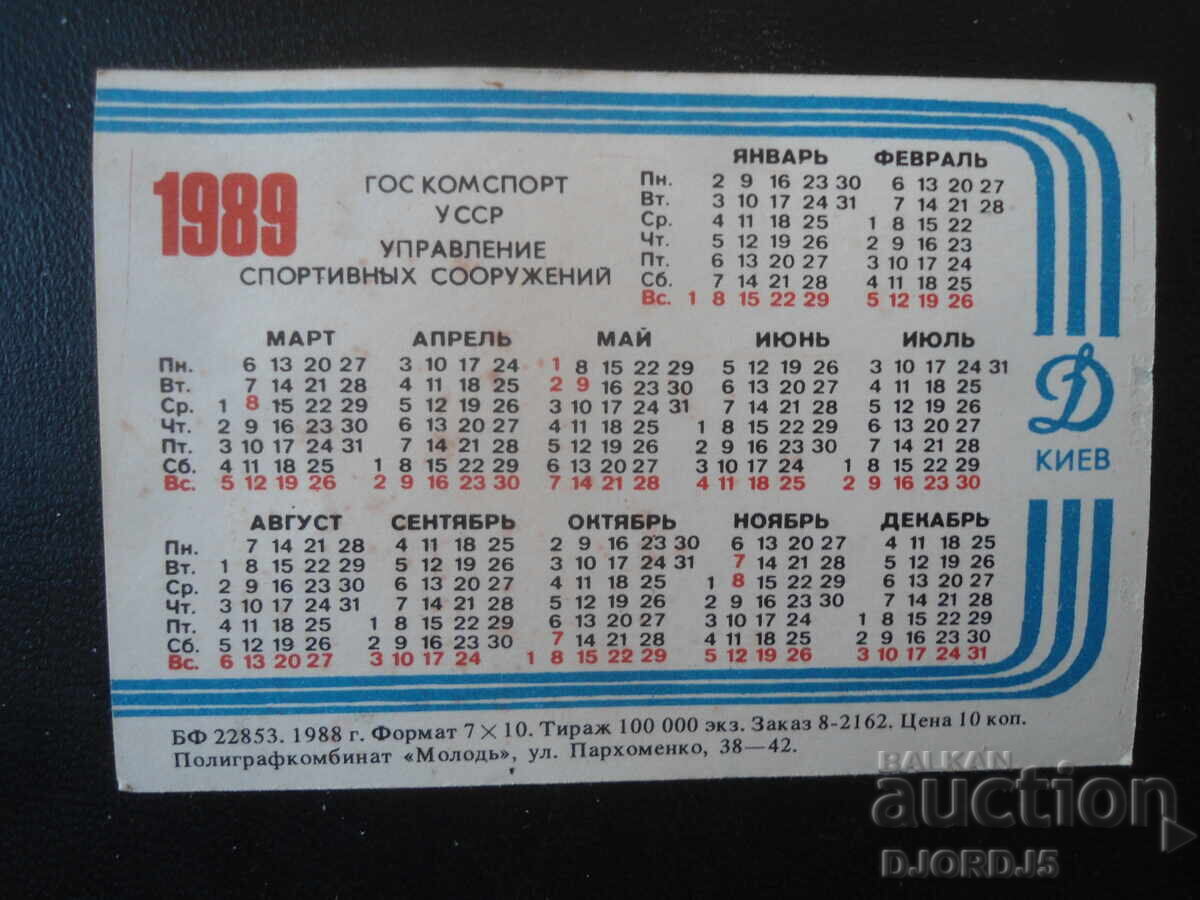 1989
ГОСКОМСПОРТ
УССР
УПРАВЛЕНИЕ
СПОРТИВНЫХ СООРУЖЕНИЙ
ЯНВАРЬ ФЕВРАЛЬ
Пн. 2 9 16 23 30 6 13 20 27
Вт. 3 10 17 24 31 7 14 21 28
Ср. 4 11 18 25 1 8 15 22
Чт. 5 12 19 26 2 9 16 23
Пт. 6 13 20 27 3 10 17 24
Сб. 7 14 21 28 4 11 18 25
Вс. 1 8 15 22 29 5 12 19 26
МАРТ АПРЕЛЬ МАЙ ИЮНЬ ИЮЛЬ
Пн. 6 13 20 27 3 10 17 24 1 8 15 22 29 5 12 19 26 3 10 17 24 31
Вт. 7 14 21 28 4 11 18 25 2 9 16 23 30 6 13 20 27 4 11 18 25
Ср. 1 8 15 22 29 5 12 19 26 3 10 17 24 31 7 14 21 28 5 12 19 26
Чт. 2 9 16 23 30 6 13 20 27 4 11 18 25 1 8 15 22 29 6 13 20 27
Пт. 3 10 17 24 31 7 14 21 28 5 12 19 26 2 9 16 23 30 7 14 21 28
Сб. 4 11 18 25 1 8 15 22 29 6 13 20 27 3 10 17 24 1 8 15 22 29
Вс. 5 12 19 26 2 9 16 23 30 7 14 21 28 4 11 18 25 2 9 16 23 30
Д
КИЕВ
АВГУСТ СЕНТЯБРЬ ОКТЯБРЬ НОЯБРЬ ДЕКАБРЬ
Пн. 7 14 21 28 4 11 18 25 2 9 16 23 30 6 13 20 27 4 11 18 25
Вт. 1 8 15 22 29 5 12 19 26 3 10 17 24 31 7 14 21 28 5 12 19 26
Ср. 2 9 16 23 30 6 13 20 27 4 11 18 25 1 8 15 22 29 6 13 20 27
Чт. 3 10 17 24 31 7 14 21 28 5 12 19 26 2 9 16 23 30 7 14 21 28
Пт. 4 11 18 25 1 8 15 22 29 6 13 20 27 3 10 17 24 1 8 15 22 29
Сб. 5 12 19 26 2 9 16 23 30 7 14 21 28 4 11 18 25 2 9 16 23 30
Вс. 6 13 20 27 3 10 17 24 1 8 15 22 29 5 12 19 26 3 10 17 24 31
БФ 22853. 1988 г. Формат 7×10. Тираж 100 000 экз. Заказ 8-2162. Цена 10 коп.
Полиграфкомбинат «Молодь», ул. Пархоменко, 38—42.
BALKAN
auction
DJORDJ5